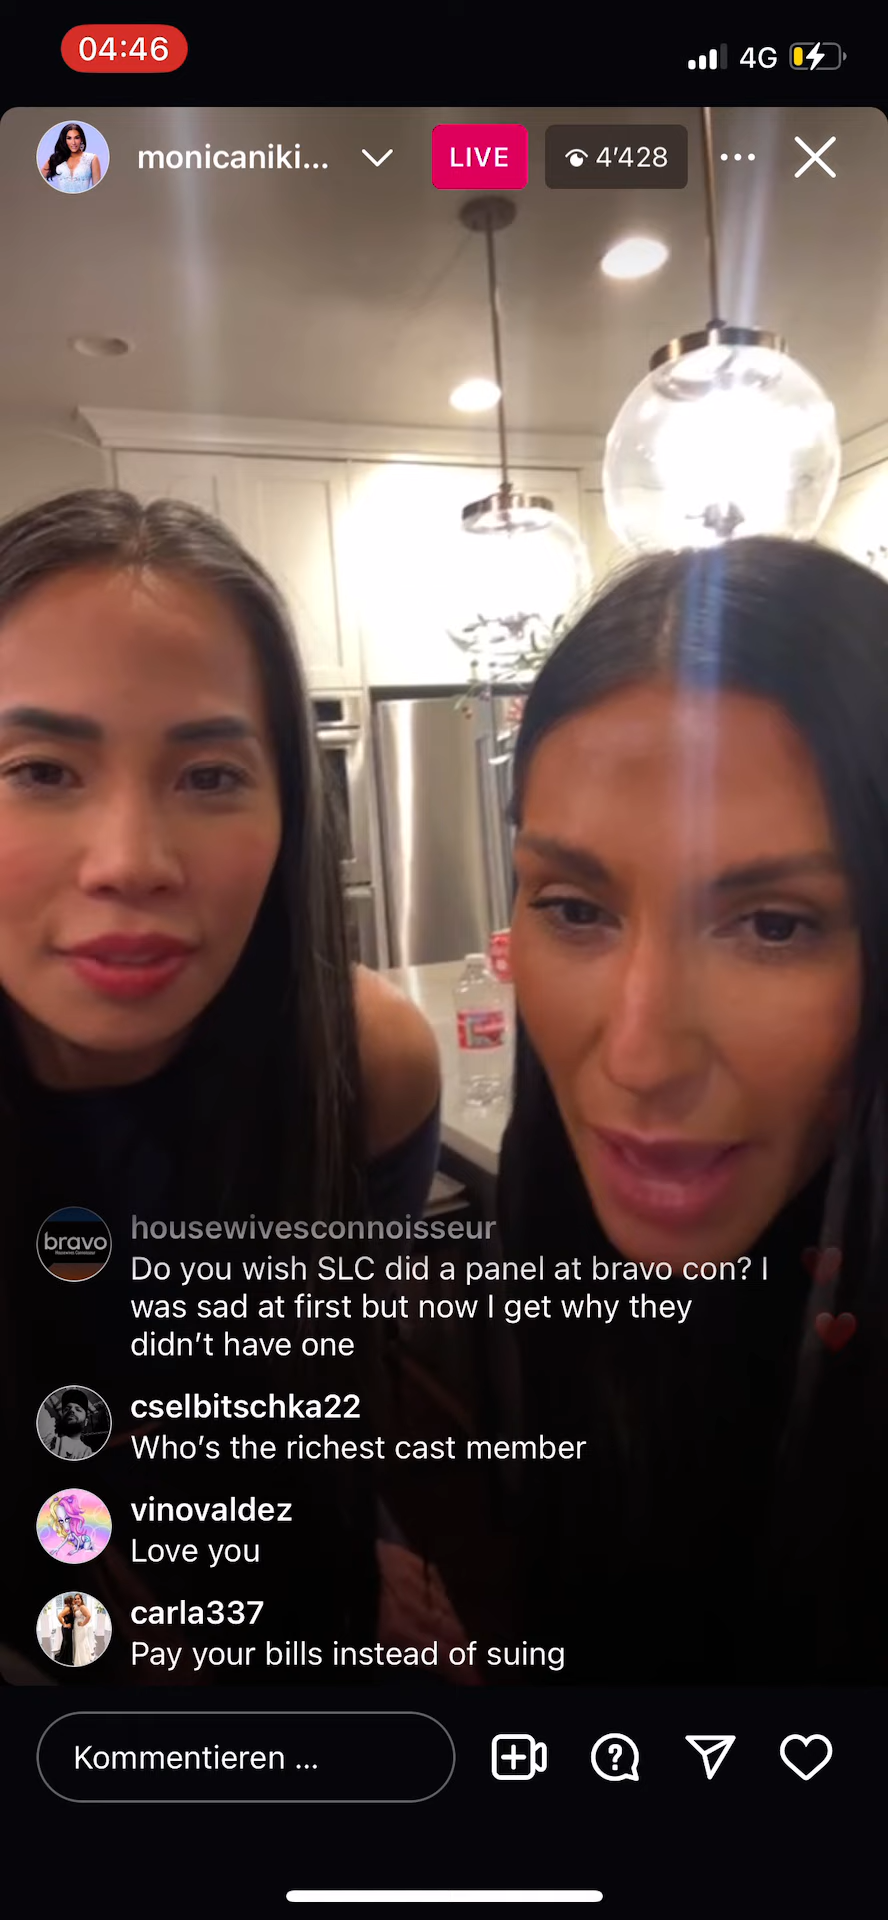 04:46
4G
monicaniki...
LIVE
4’428
bravo
housewivesconnoisseur
Do you wish SLC did a panel at bravo con? I
was sad at first but now I get why they
didn’t have one
cselbitschka22
Who’s the richest cast member
vinovaldez
Love you
carla337
Pay your bills instead of suing
Kommentieren ...